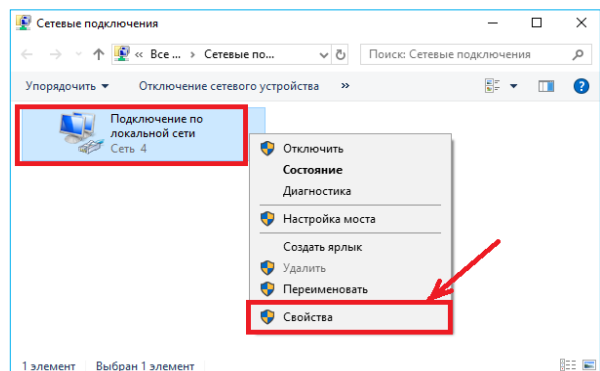 Сетевые подключения
« Все ... › Сетевые по...
Поиск: Сетевые подключения
Упорядочить
Отключение сетевого устройства
»
Подключение по
локальной сети
Сеть 4
Отключить
Состояние
Диагностика
Настройка моста
Создать ярлык
Удалить
Переименовать
Свойства
1 элемент
Выбран 1 элемент